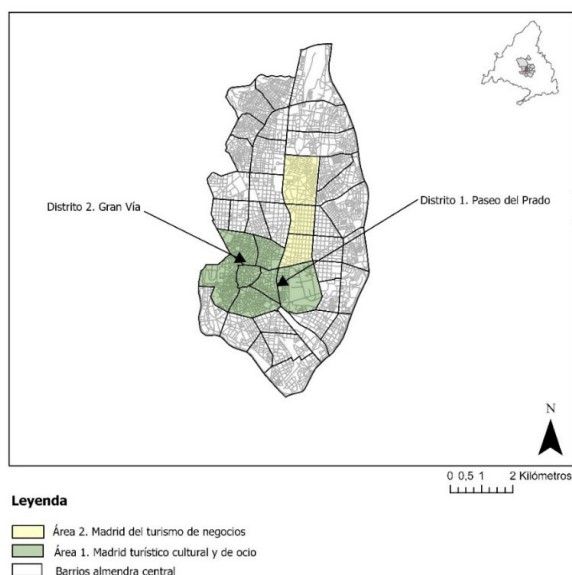 Distrito 2. Gran Vía
Distrito 1. Paseo del Prado
N
0 0,5 1 2 Kilómetros
Leyenda
Área 2. Madrid del turismo de negocios
Área 1. Madrid turístico cultural y de ocio
Barrios almendra central